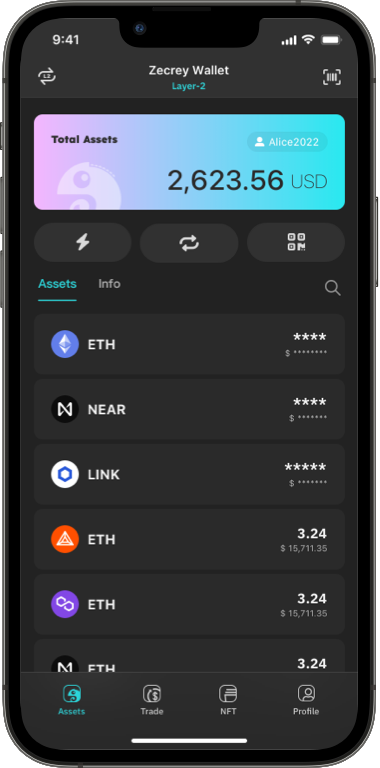 9:41
Zecrey Wallet
Layer-2
Total Assets
Alice2022
2,623.56 USD
Assets Info
ETH
****
$ ********
NEAR
****
$ *******
LINK
*****
$ *******
ETH
3.24
$ 15,711.35
ETH
3.24
$ 15,711.35
ETH
3.24
Assets Trade NFT Profile